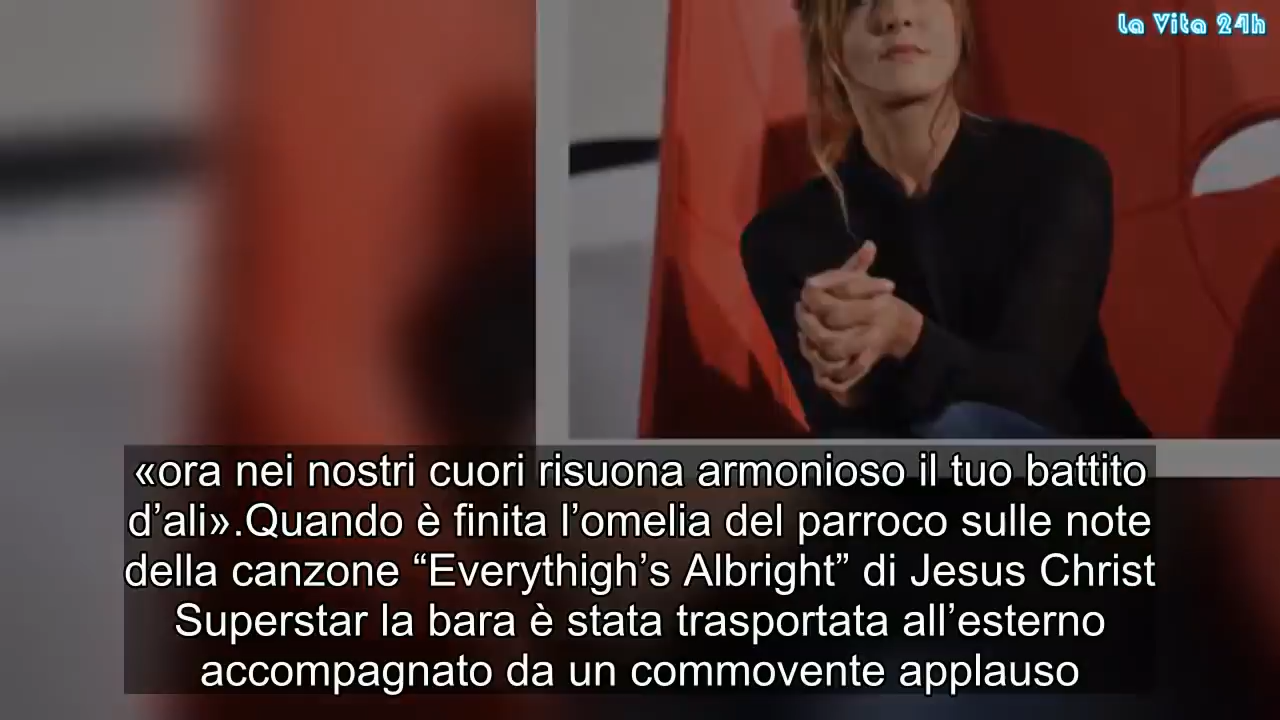 La Vita 24h
«ora nei nostri cuori risuona armonioso il tuo battito
d’ali».Quando è finita l’omelia del parroco sulle note
della canzone “Everythigh’s Albright” di Jesus Christ
Superstar la bara è stata trasportata all’esterno
accompagnato da un commovente applauso